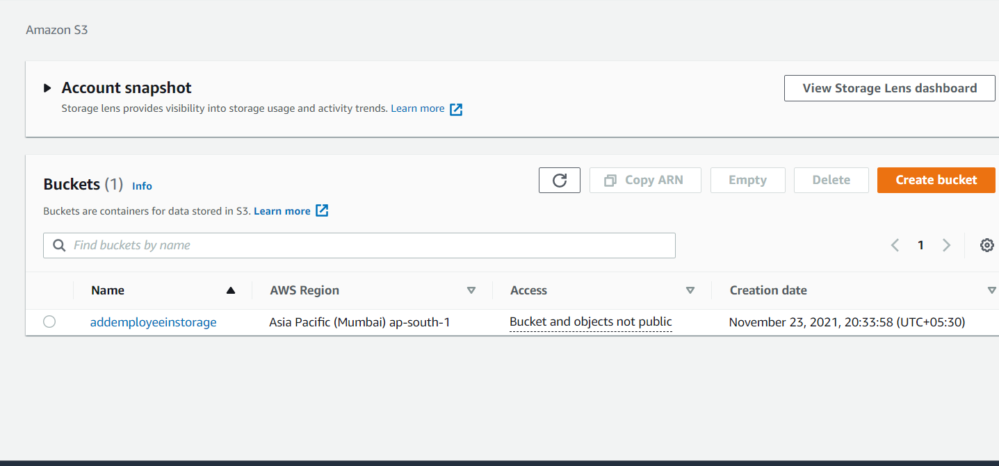 Amazon S3
Account snapshot
View Storage Lens dashboard
Storage lens provides visibility into storage usage and activity trends. Learn more
Buckets (1) Info
Copy ARN Empty Delete Create bucket
Buckets are containers for data stored in S3. Learn more
Find buckets by name
1
Name AWS Region Access Creation date
addemployeeinstorage Asia Pacific (Mumbai) ap-south-1 Bucket and objects not public November 23, 2021, 20:33:58 (UTC+05:30)